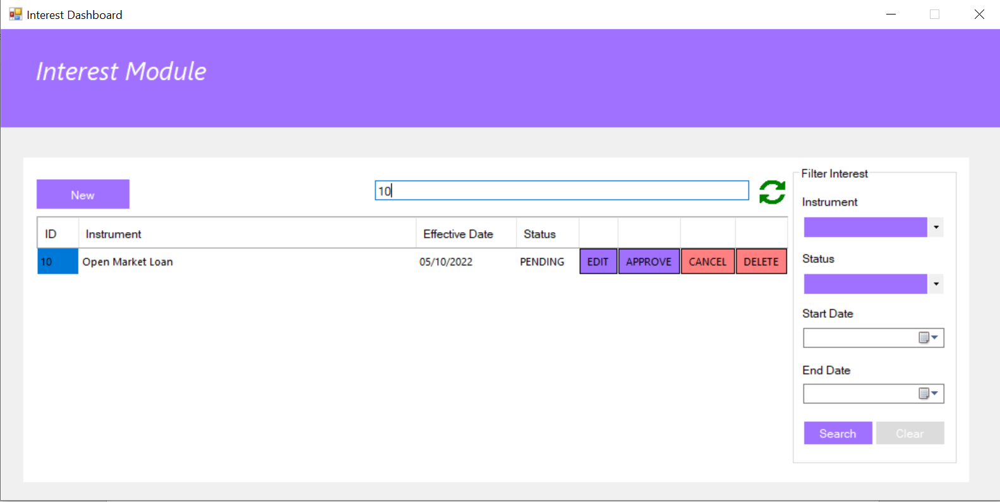 Interest Dashboard
Interest Module
New
10
ID Instrument Effective Date Status
10 Open Market Loan 05/10/2022 PENDING EDIT APPROVE CANCEL DELETE
Filter Interest
Instrument
Status
Start Date
End Date
Search Clear